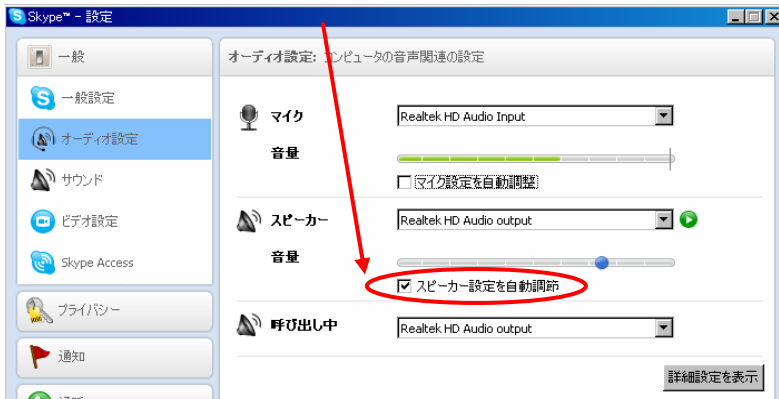 Skype™ - 設定
一般
一般設定
オーディオ設定
サウンド
ビデオ設定
Skype Access
プライバシー
通知
オーディオ設定: コンピュータの音声関連の設定
マイク
Realtek HD Audio Input
音量
マイク設定を自動調整
スピーカー
Realtek HD Audio output
音量
スピーカー設定を自動調節
呼び出し中
Realtek HD Audio output
詳細設定を表示